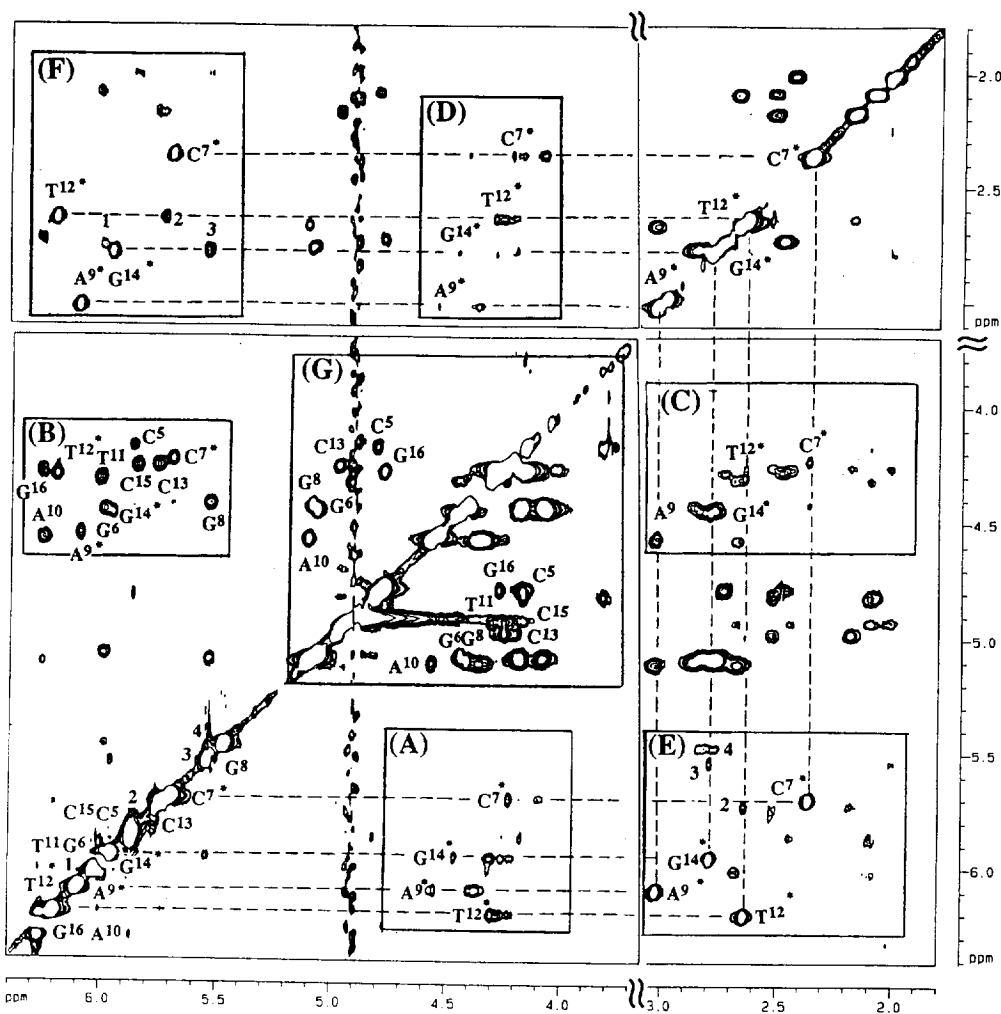 (F)
(D)
C7*
C7*
C7*
T12*
T12*
T12*
1
2
3
G14*
G14*
A9*
G14*
A9*
A9*
2.0
2.5
ppm
(B)
(G)
(C)
C5
T12*
T11
C7*
G16
C15
C13
A10
G6
G14*
G8
A9*
C13
G8
G6
A10
G16
C5
T11
C15
G6
G8
C13
A10
T12*
C7*
A9
G14*
4.0
4.5
5.0
(A)
(E)
4
3
G8
2
C7*
C15
C5
C13
T11
G6
G14*
1
T12*
A9*
G16
A10
C7*
G14*
A9*
T12*
4
3
2
C7*
G14*
A9*
T12*
5.5
6.0
ppm
ppm
6.0
5.5
5.0
4.5
4.0
3.0
2.5
2.0